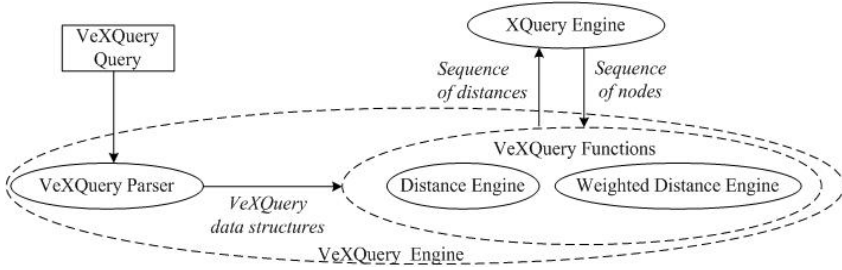 VeXQuery
Query
XQuery Engine
Sequence
of distances
Sequence
of nodes
VeXQuery Functions
VeXQuery Parser
Distance Engine
Weighted Distance Engine
VeXQuery
data structures
VeXQuery Engine